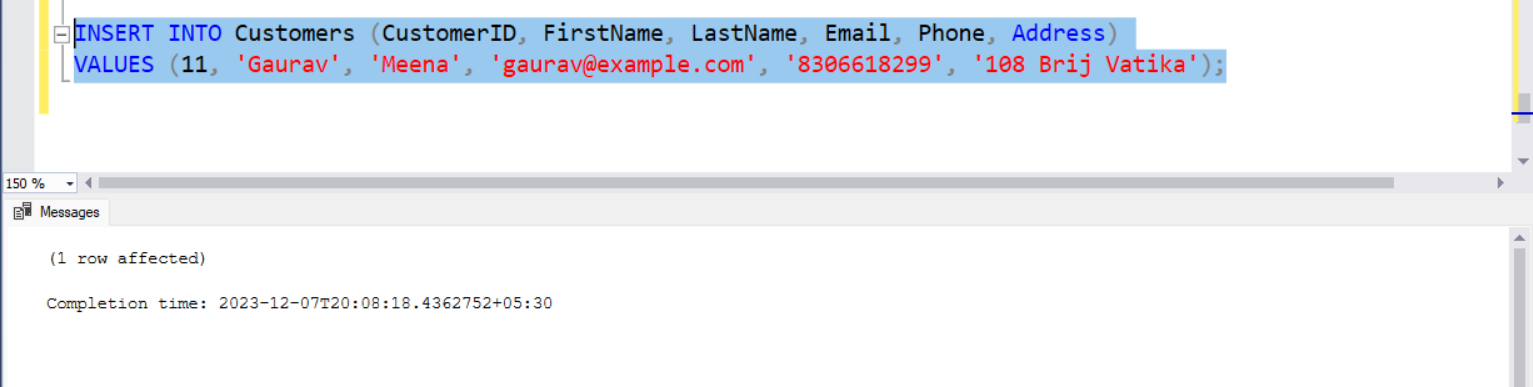 INSERT INTO Customers (CustomerID, FirstName, LastName, Email, Phone, Address)
VALUES (11, 'Gaurav', 'Meena', 'gaurav@example.com', '8306618299', '108 Brij Vatika');
150 %
Messages
(1 row affected)
Completion time: 2023-12-07T20:08:18.4362752+05:30